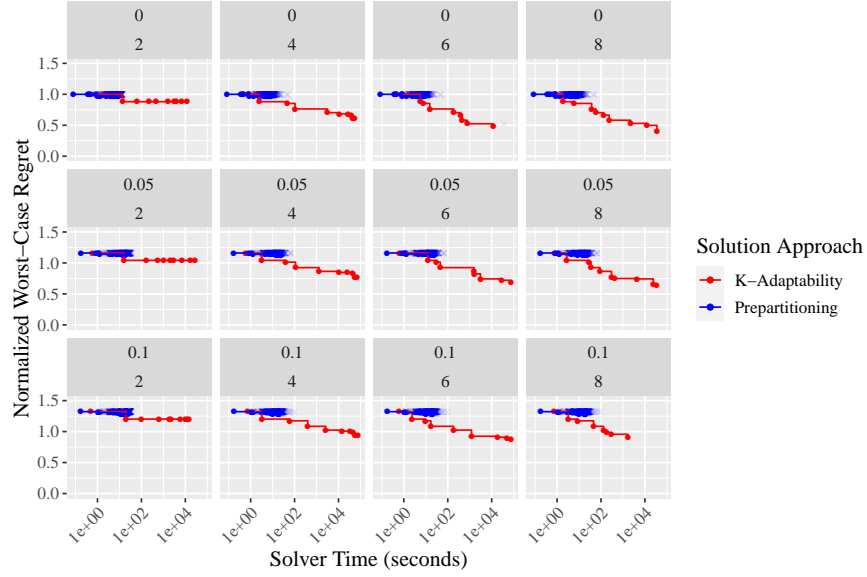 0 0 0 0
2 4 6 8
1.5
1.0
0.5
0.0
0.05 0.05 0.05 0.05
2 4 6 8
1.5
1.0
0.5
0.0
0.1 0.1 0.1 0.1
2 4 6 8
1.5
1.0
0.5
0.0
1e+00 1e+02 1e+04 1e+00 1e+02 1e+04 1e+00 1e+02 1e+04 1e+00 1e+02 1e+04
Solver Time (seconds)
Normalized Worst−Case Regret
Solution Approach
K−Adaptability
Prepartitioning